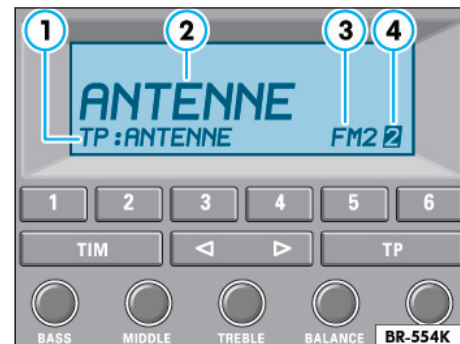 1 2 3 4
ANTENNE
TP:ANTENNE FM2 2
1 2 3 4 5 6
TIM TP
BASS MIDDLE TREBLE BALANCE
BR-554K